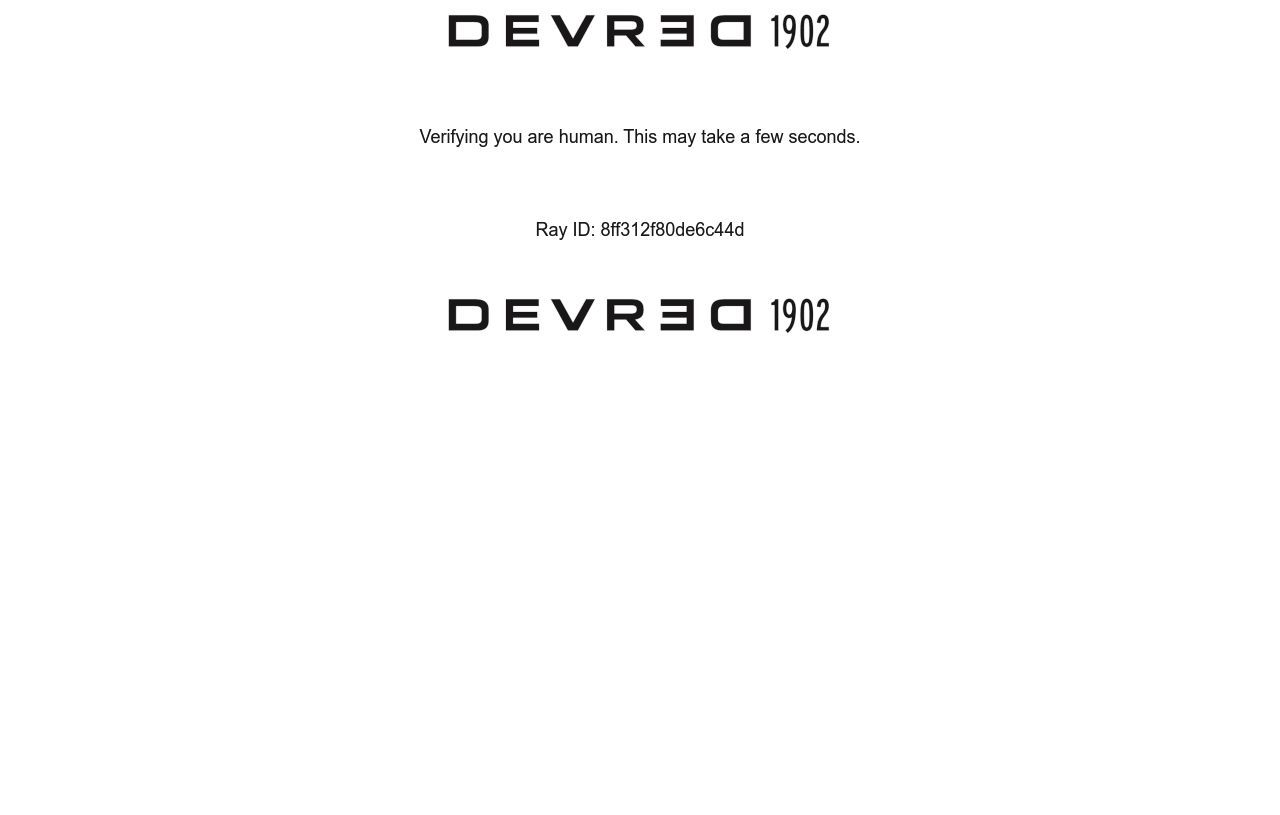 DEVRED 1902
Verifying you are human. This may take a few seconds.
Ray ID: 8ff312f80de6c44d
DEVRED 1902